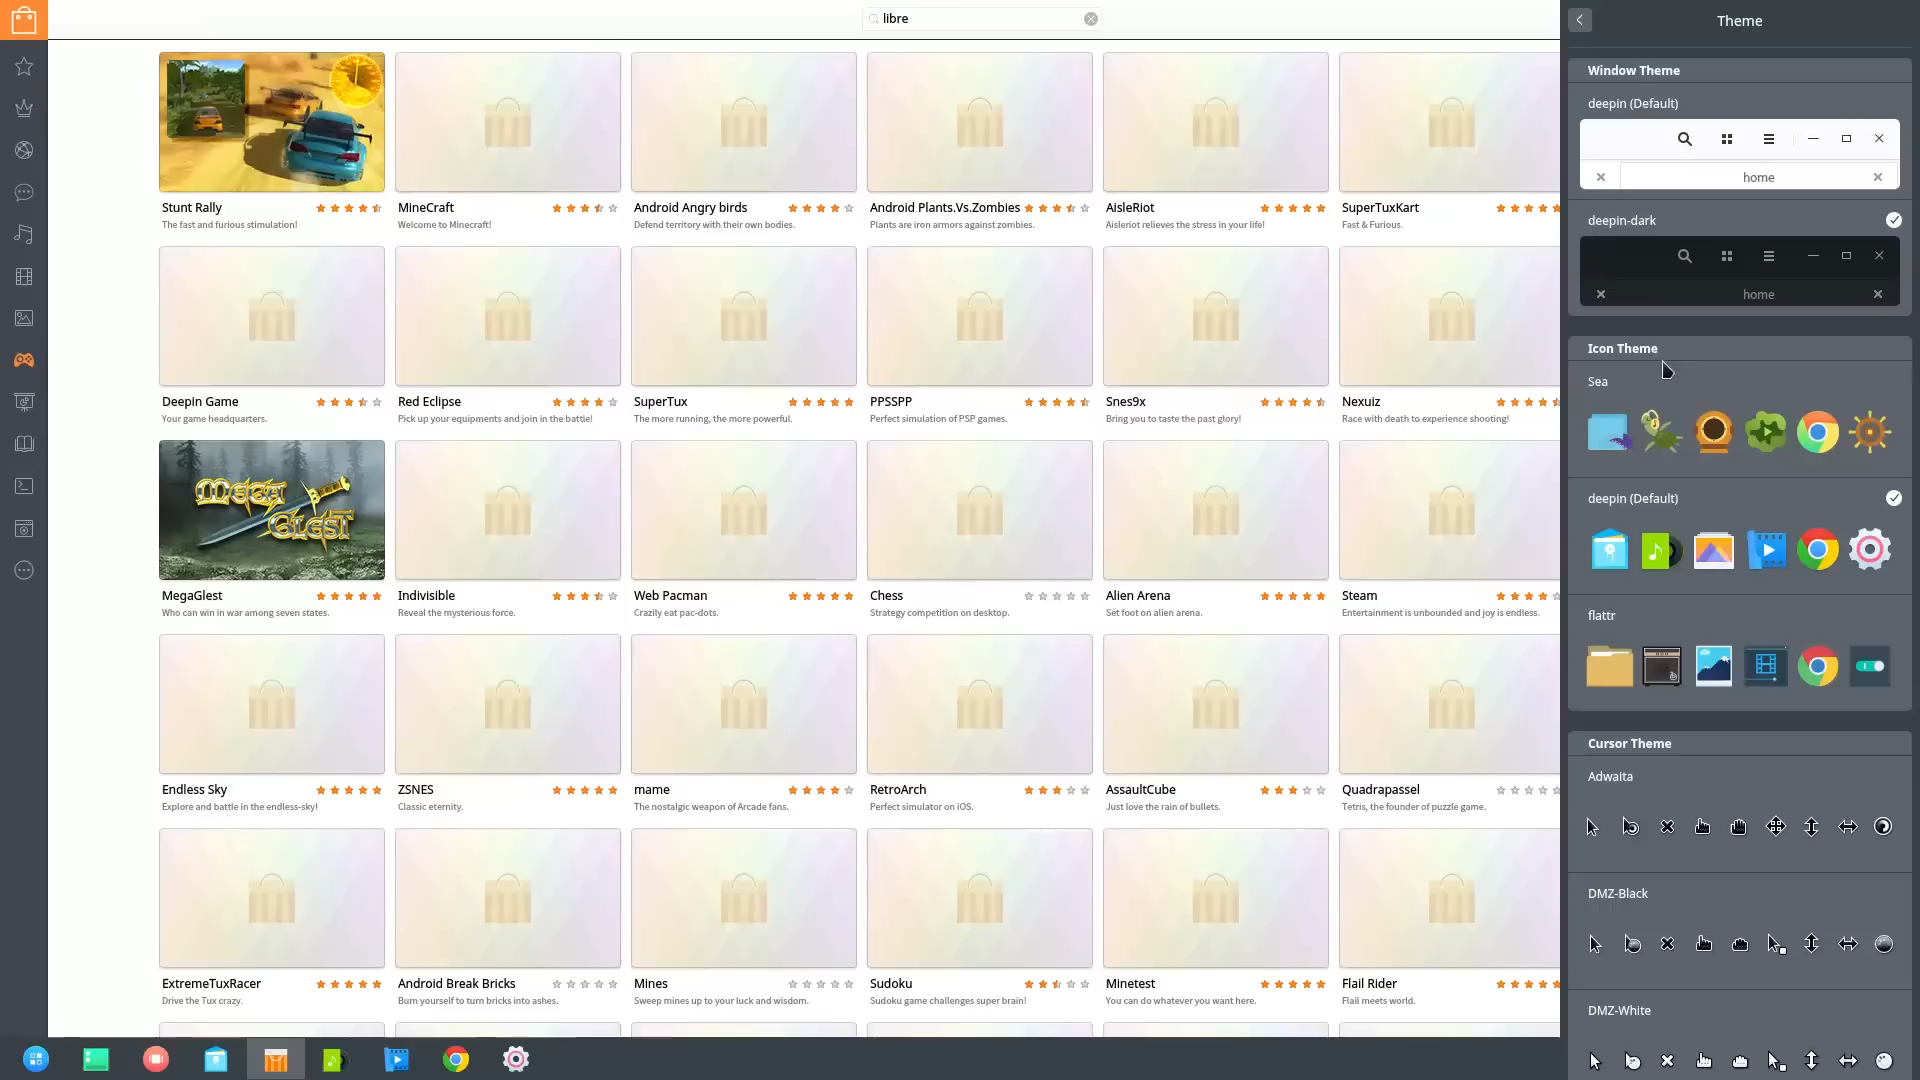 libre
Theme
Window Theme
deepin (Default)
home
deepin-dark
home
Icon Theme
Sea
deepin (Default)
flattr
Cursor Theme
Adwaita
DMZ-Black
DMZ-White
Stunt Rally
The fast and furious stimulation!
MineCraft
Welcome to Minecraft!
Android Angry birds
Defend territory with their own bodies.
Android Plants.Vs.Zombies
Plants are iron armors against zombies.
AisleRiot
Aisleriot relieves the stress in your life!
SuperTuxKart
Fast & Furious.
Deepin Game
Your game headquarters.
Red Eclipse
Pick up your equipments and join in the battle!
SuperTux
The more running, the more powerful.
PPSSPP
Perfect simulation of PSP games.
Snes9x
Bring you to taste the past glory!
Nexuiz
Race with death to experience shooting!
MEGA
GLEST
MegaGlest
Who can win in war among seven states.
Indivisible
Reveal the mysterious force.
Web Pacman
Crazily eat pac-dots.
Chess
Strategy competition on desktop.
Alien Arena
Set foot on alien arena.
Steam
Entertainment is unbounded and joy is endless.
Endless Sky
Explore and battle in the endless-sky!
ZSNES
Classic eternity.
mame
The nostalgic weapon of Arcade fans.
RetroArch
Perfect simulator on iOS.
AssaultCube
Just love the rain of bullets.
Quadrapassel
Tetris, the founder of puzzle game.
ExtremeTuxRacer
Drive the Tux crazy.
Android Break Bricks
Burn yourself to turn bricks into ashes.
Mines
Sweep mines up to your luck and wisdom.
Sudoku
Sudoku game challenges super brain!
Minetest
You can do whatever you want here.
Flail Rider
Flail meets world.